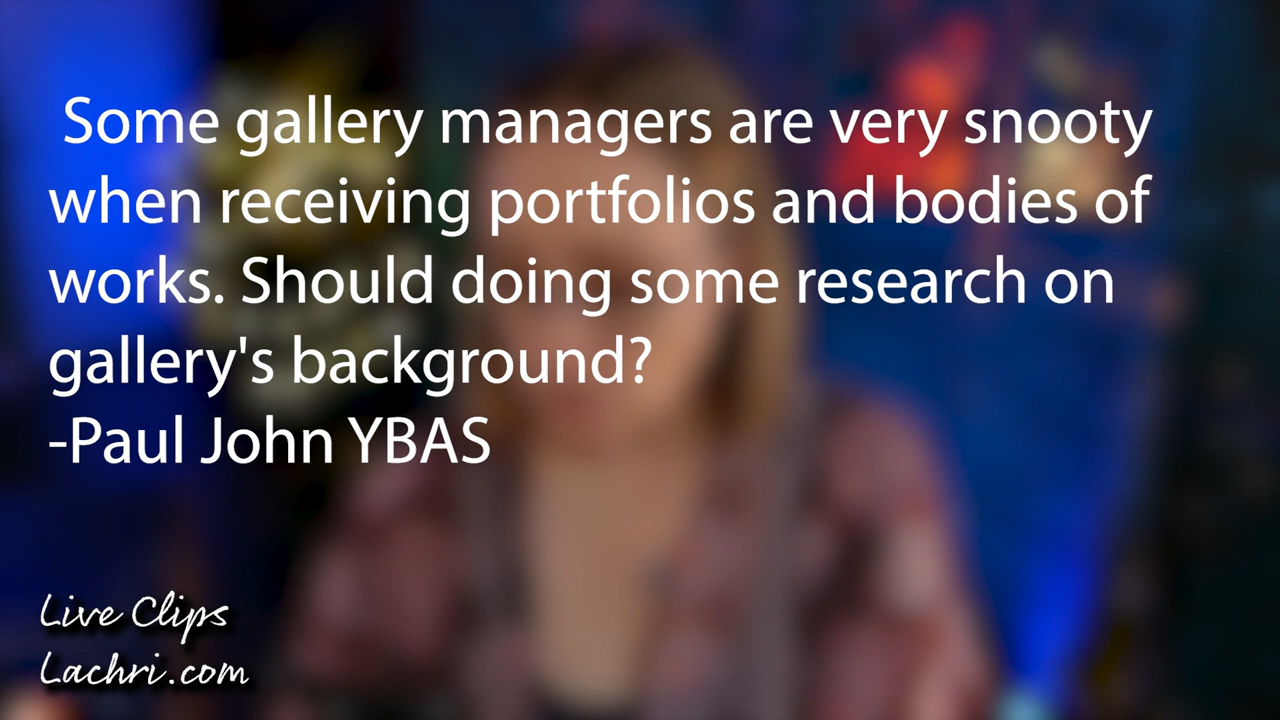 Some gallery managers are very snooty
when receiving portfolios and bodies of
works. Should doing some research on
gallery's background?
-Paul John YBAS
Live Clips
Lachri.com